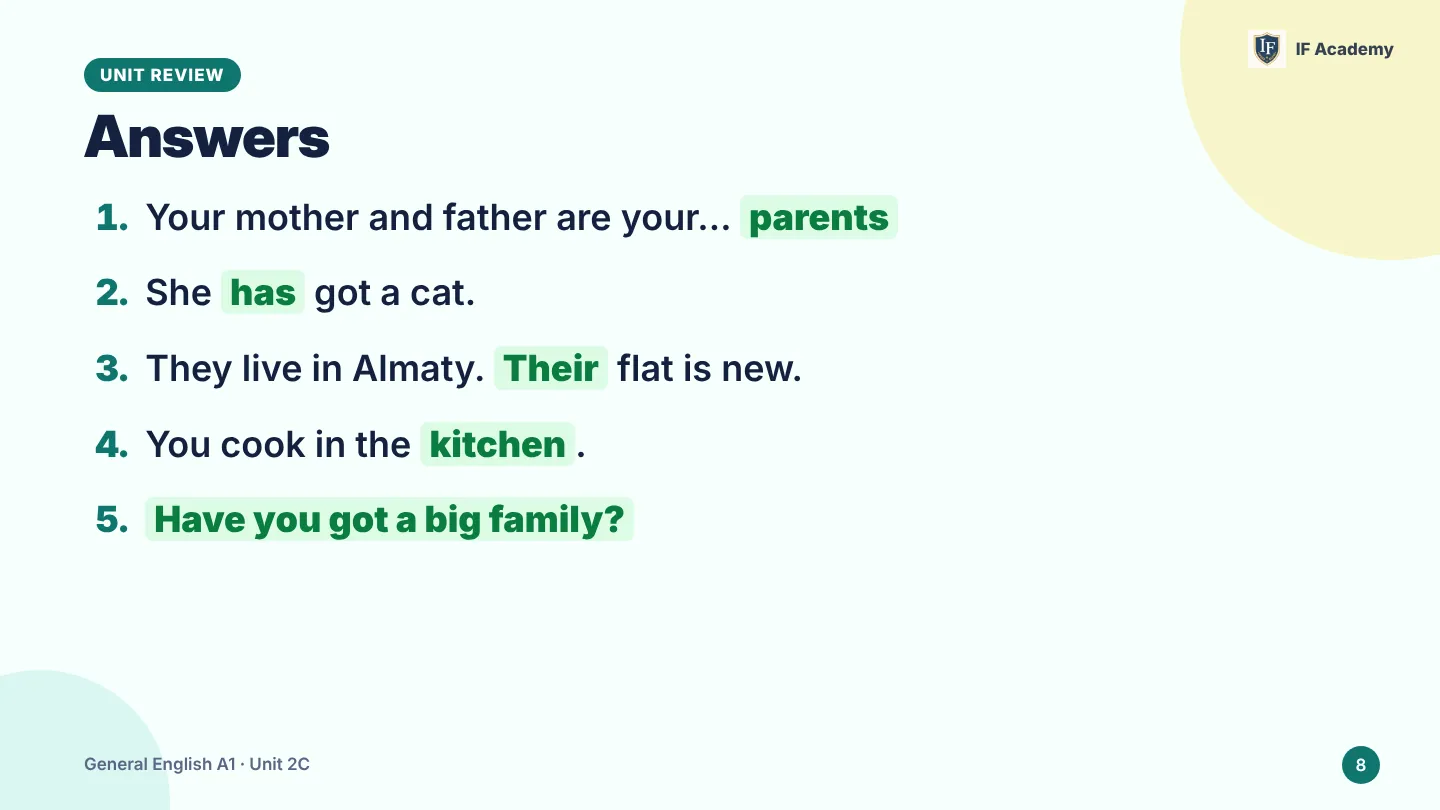 IF
IF Academy
UNIT REVIEW
Answers
1. Your mother and father are your... parents
2. She has got a cat.
3. They live in Almaty. Their flat is new.
4. You cook in the kitchen.
5. Have you got a big family?
General English A1 · Unit 2C
8